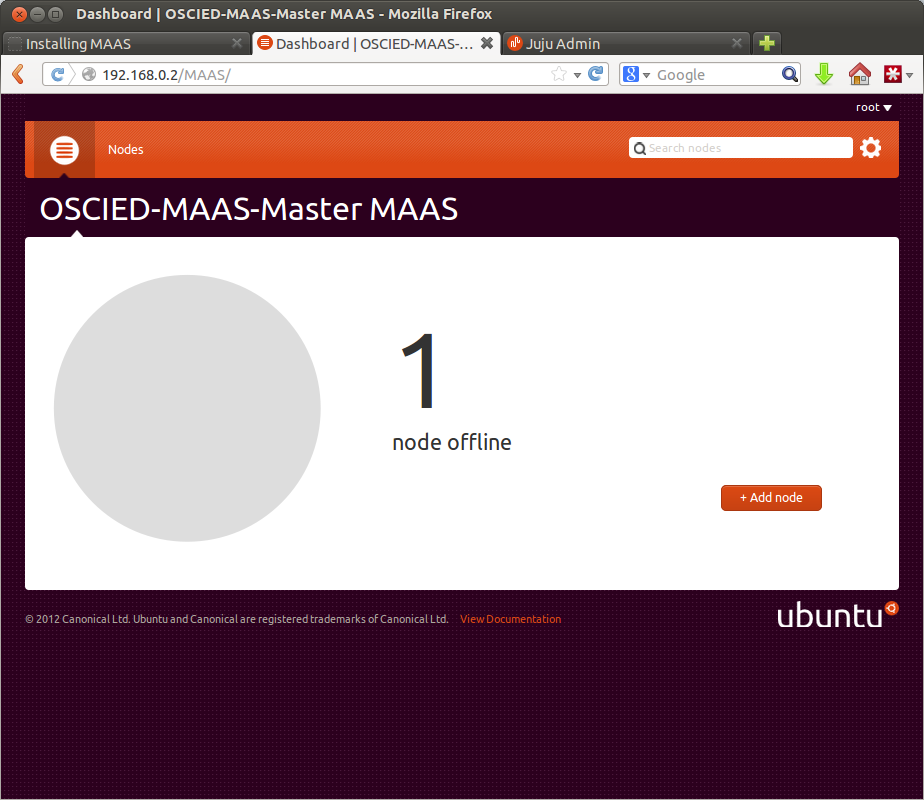 Dashboard | OSCIED-MAAS-Master MAAS - Mozilla Firefox
Installing MAAS
Dashboard | OSCIED-MAAS-...
Juju Admin
192.168.0.2/MAAS/
Google
root
Nodes
Search nodes
OSCIED-MAAS-Master MAAS
1
node offline
+ Add node
© 2012 Canonical Ltd. Ubuntu and Canonical are registered trademarks of Canonical Ltd. View Documentation
ubuntu